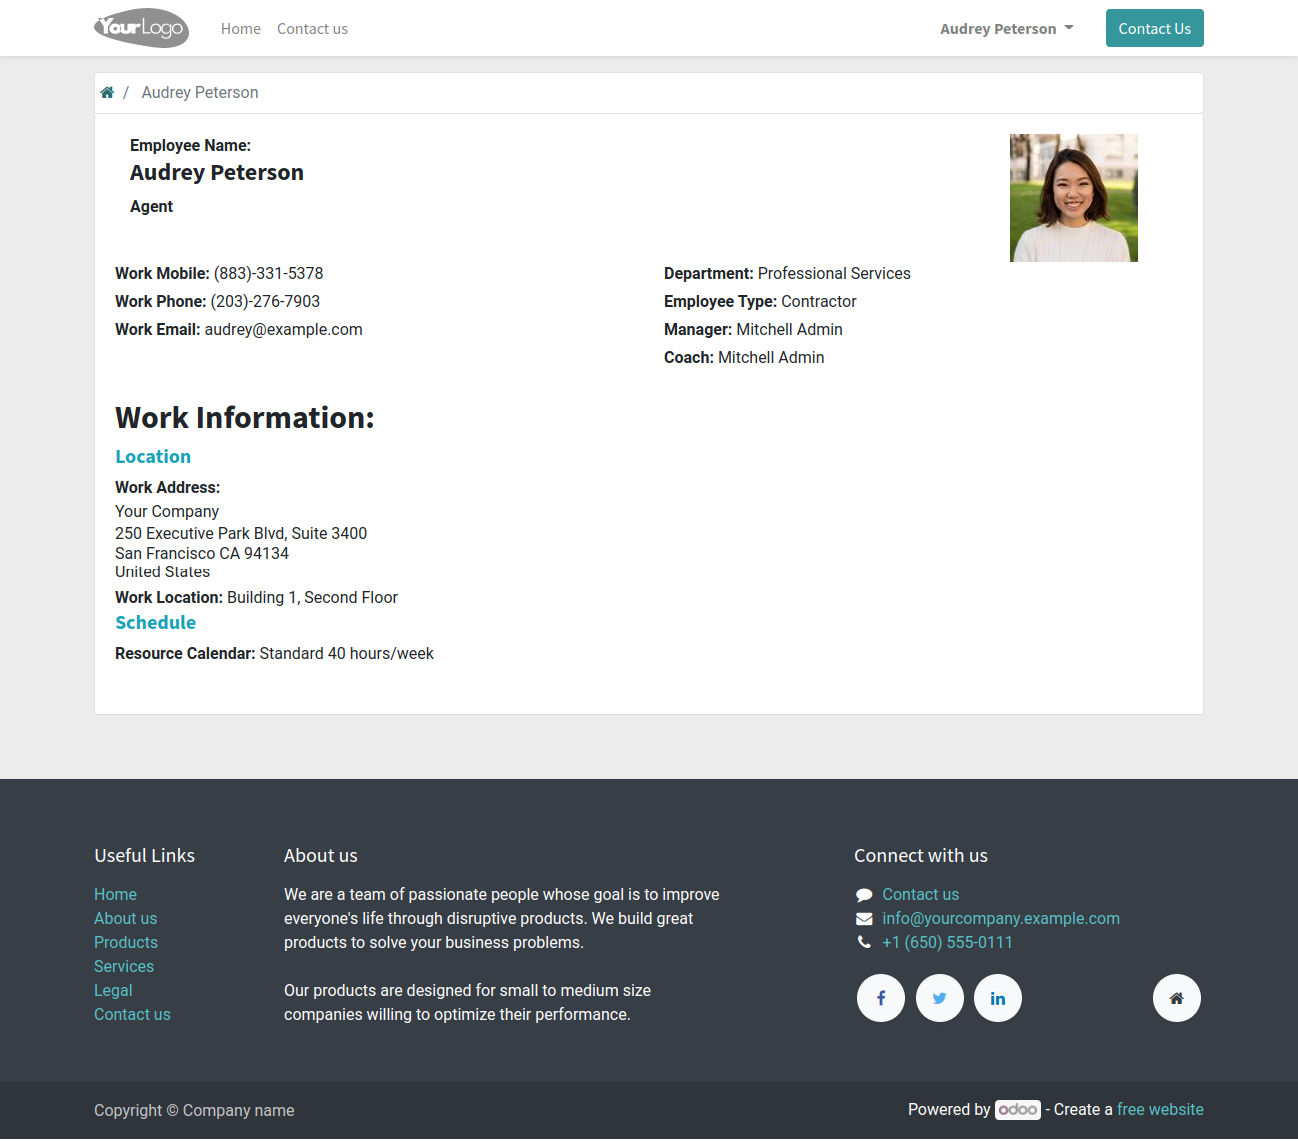 YourLogo
Home Contact us
Audrey Peterson
Contact Us
/ Audrey Peterson
Employee Name:
Audrey Peterson
Agent
Work Mobile: (883)-331-5378
Work Phone: (203)-276-7903
Work Email: audrey@example.com
Department: Professional Services
Employee Type: Contractor
Manager: Mitchell Admin
Coach: Mitchell Admin
Work Information:
Location
Work Address:
Your Company
250 Executive Park Blvd, Suite 3400
San Francisco CA 94134
United States
Work Location: Building 1, Second Floor
Schedule
Resource Calendar: Standard 40 hours/week
Useful Links
Home
About us
Products
Services
Legal
Contact us
About us
We are a team of passionate people whose goal is to improve
everyone's life through disruptive products. We build great
products to solve your business problems.
Our products are designed for small to medium size
companies willing to optimize their performance.
Connect with us
Contact us
info@yourcompany.example.com
+1 (650) 555-0111
Copyright © Company name
Powered by odoo - Create a free website